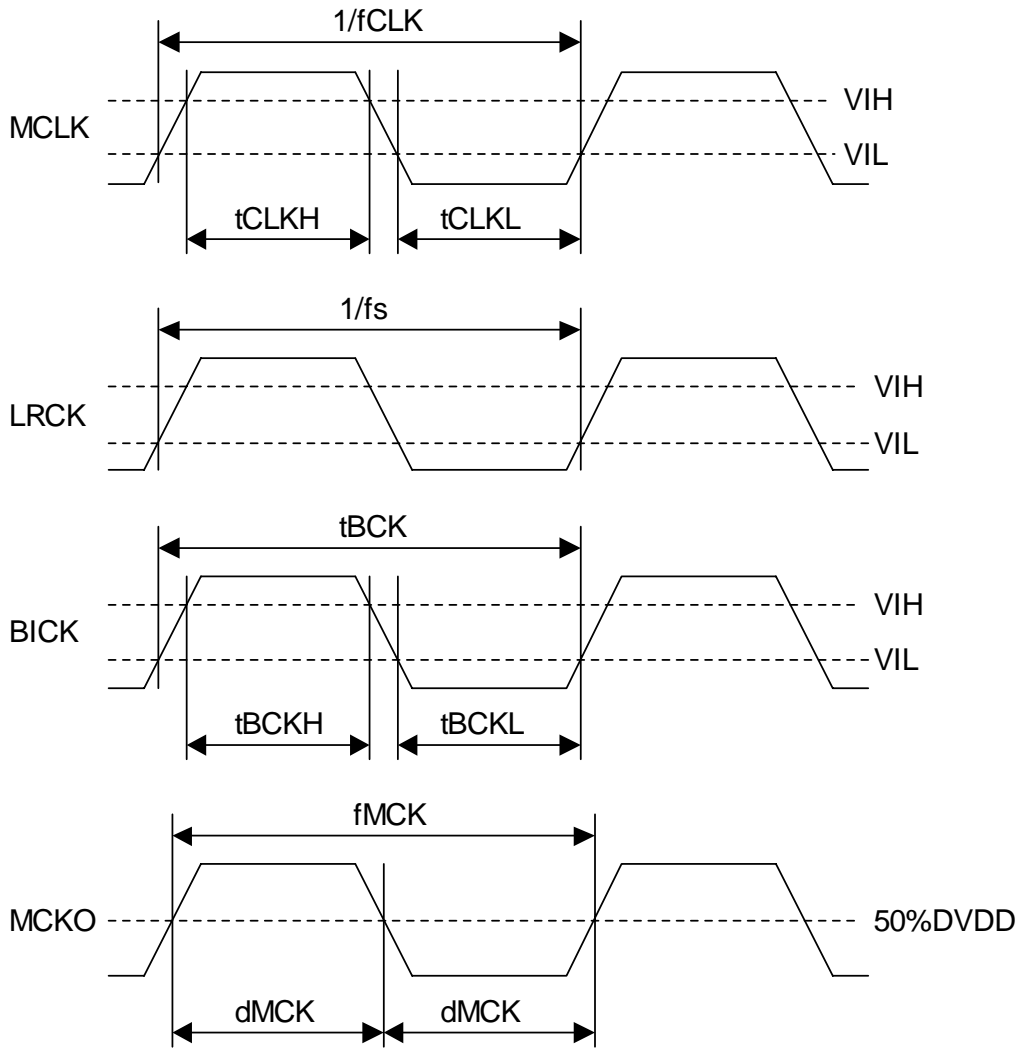 1/fCLK
MCLK
VIH
VIL
tCLKH
tCLKL
1/fs
LRCK
VIH
VIL
tBCK
BICK
VIH
VIL
tBCKH
tBCKL
fMCK
MCKO
50%DVDD
dMCK
dMCK